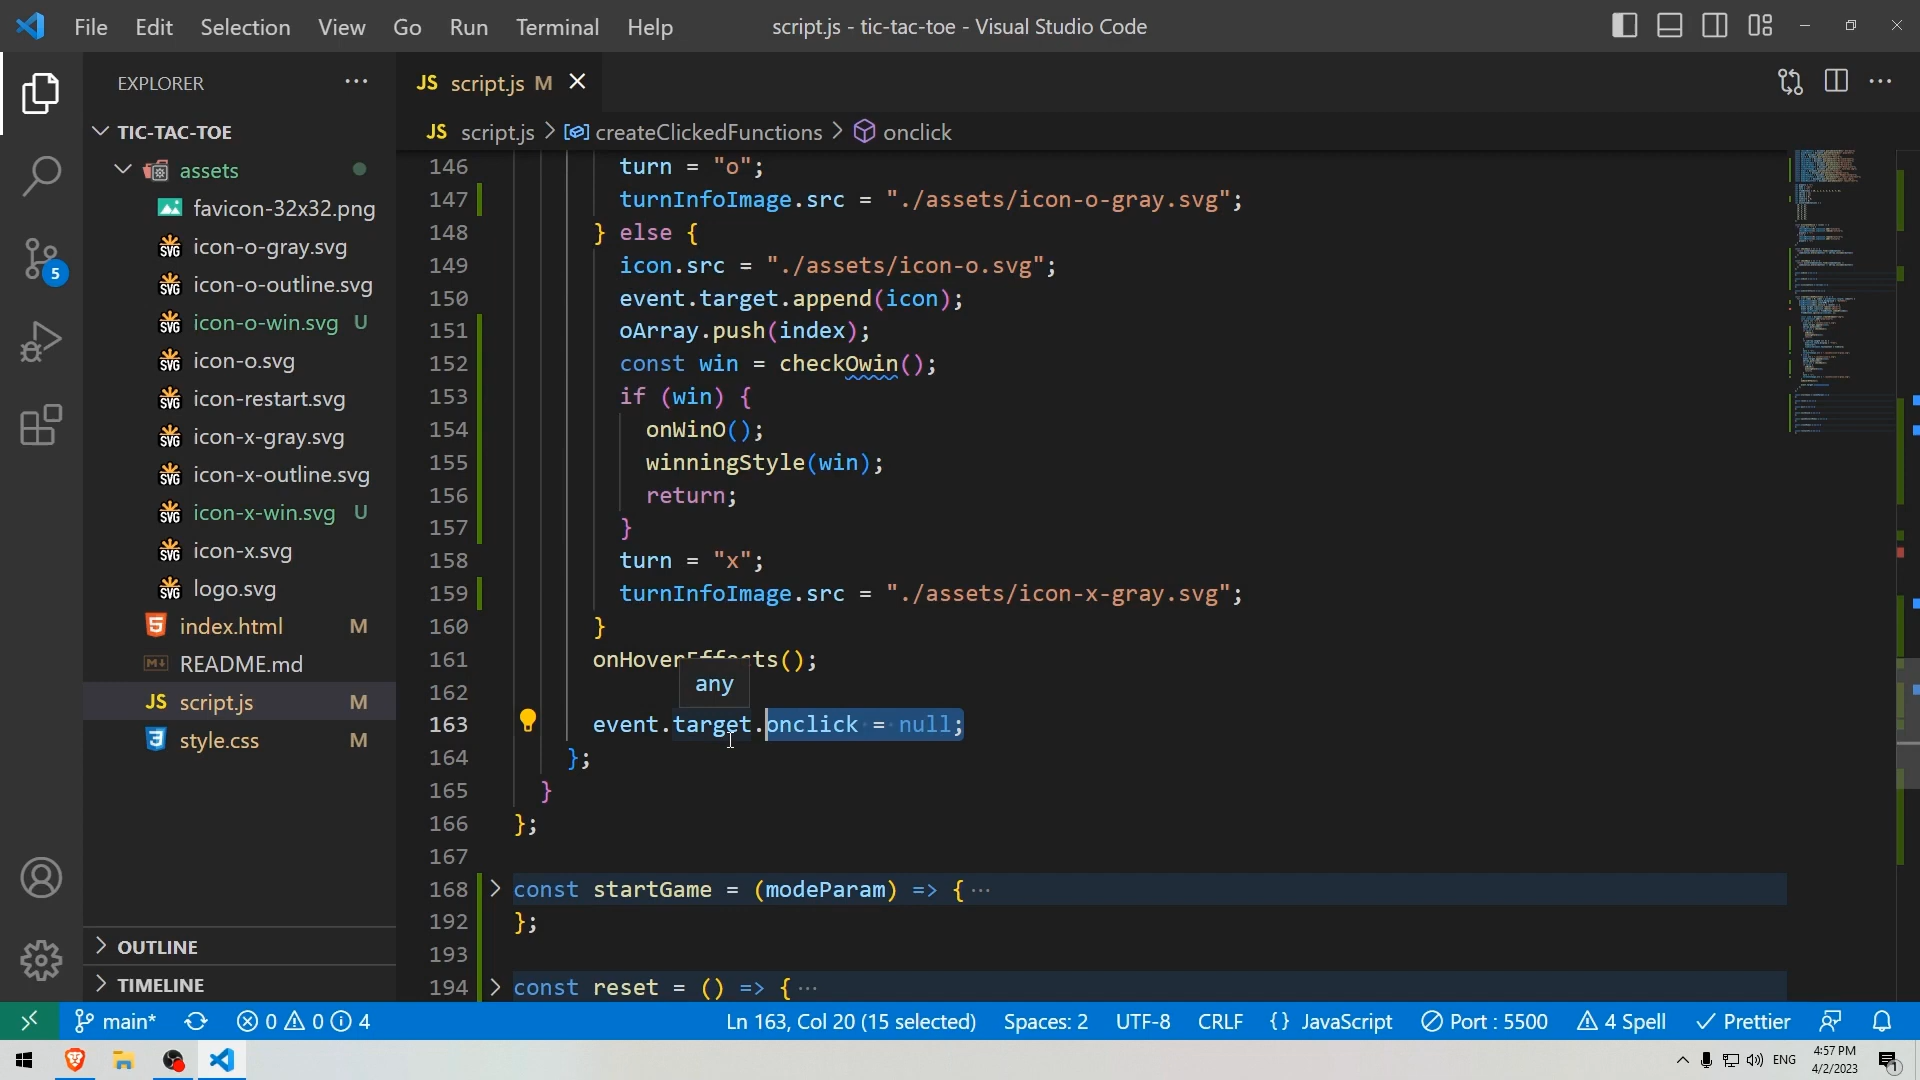 File Edit Selection View Go Run Terminal Help
script.js - tic-tac-toe - Visual Studio Code
EXPLORER
TIC-TAC-TOE
assets
favicon-32x32.png
icon-o-gray.svg
icon-o-outline.svg
icon-o-win.svg U
icon-o.svg
icon-restart.svg
icon-x-gray.svg
icon-x-outline.svg
icon-x-win.svg U
icon-x.svg
logo.svg
index.html M
README.md
JS script.js M
style.css M
OUTLINE
TIMELINE
5
JS script.js M
JS script.js > createClickedFunctions > onclick
146 turn = "o";
147 turnInfoImage.src = "./assets/icon-o-gray.svg";
148 } else {
149 icon.src = "./assets/icon-o.svg";
150 event.target.append(icon);
151 oArray.push(index);
152 const win = checkOwin();
153 if (win) {
154 onWinO();
155 winningStyle(win);
156 return;
157 }
158 turn = "x";
159 turnInfoImage.src = "./assets/icon-x-gray.svg";
160 }
161 onHoverEffects();
any
162
163 event.target.onclick = null;
164 };
165 }
166 };
167
168 const startGame = (modeParam) => { ...
192 };
193
194 const reset = () => { ...
main* 0 0 4 Ln 163, Col 20 (15 selected) Spaces: 2 UTF-8 CRLF {} JavaScript Port : 5500 4 Spell Prettier
ENG 4:57 PM
4/2/2023
1